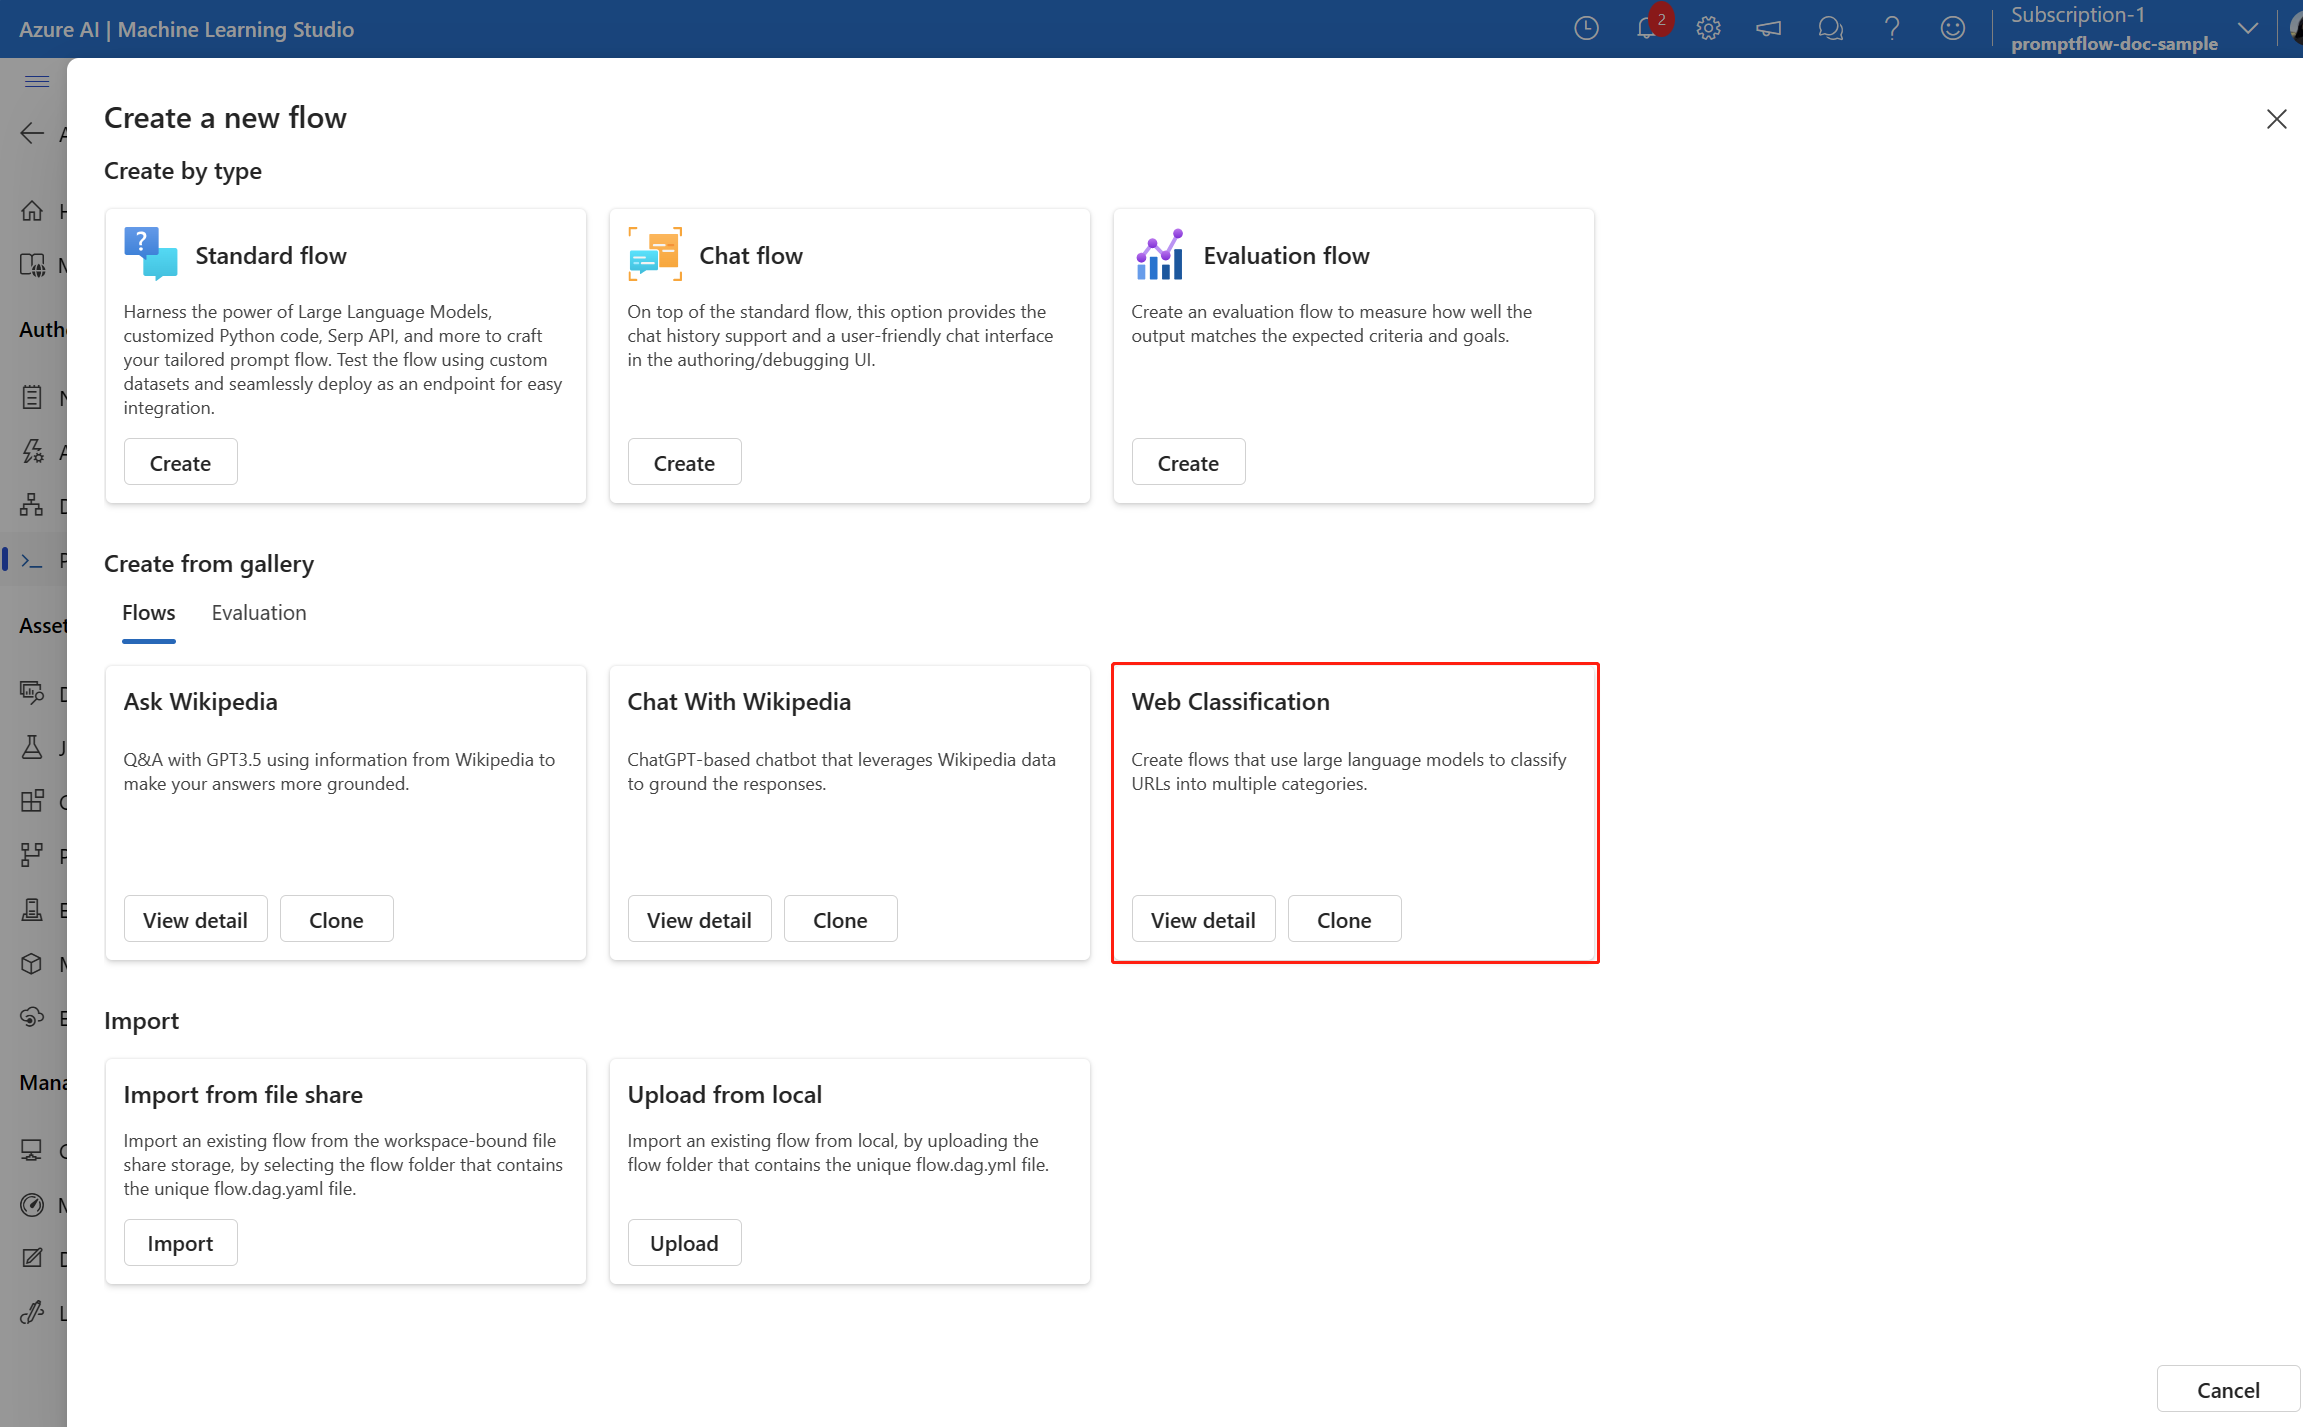 Azure AI | Machine Learning Studio
2
Subscription-1
promptflow-doc-sample
Create a new flow
Create by type
Standard flow
Harness the power of Large Language Models,
customized Python code, Serp API, and more to craft
your tailored prompt flow. Test the flow using custom
datasets and seamlessly deploy as an endpoint for easy
integration.
Create
Chat flow
On top of the standard flow, this option provides the
chat history support and a user-friendly chat interface
in the authoring/debugging UI.
Create
Evaluation flow
Create an evaluation flow to measure how well the
output matches the expected criteria and goals.
Create
Create from gallery
Flows
Evaluation
Ask Wikipedia
Q&A with GPT3.5 using information from Wikipedia to
make your answers more grounded.
View detail
Clone
Chat With Wikipedia
ChatGPT-based chatbot that leverages Wikipedia data
to ground the responses.
View detail
Clone
Web Classification
Create flows that use large language models to classify
URLs into multiple categories.
View detail
Clone
Import
Import from file share
Import an existing flow from the workspace-bound file
share storage, by selecting the flow folder that contains
the unique flow.dag.yaml file.
Import
Upload from local
Import an existing flow from local, by uploading the
flow folder that contains the unique flow.dag.yml file.
Upload
Cancel